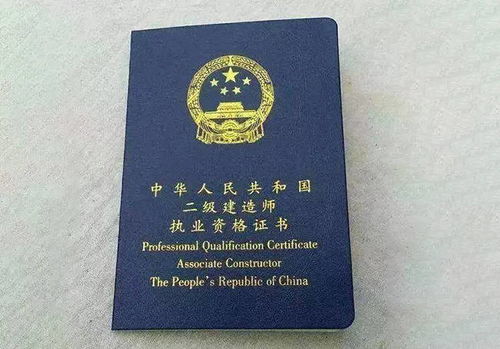 中华人民共和国
二级建造师
执业资格证书
Professional Qualification Certificate
Associate Constructor
The People's Republic of China